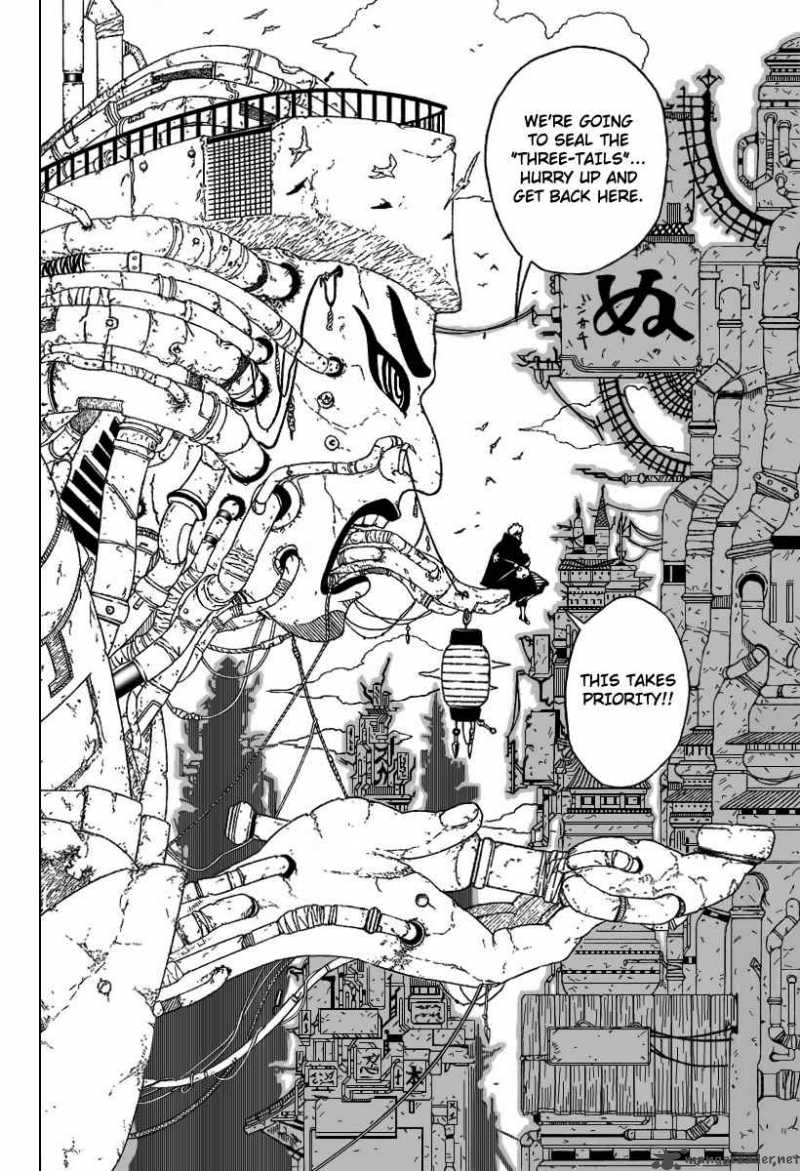 WE'RE GOING
TO SEAL THE
"THREE-TAILS"...
HURRY UP AND
GET BACK HERE.
ぬ
THIS TAKES
PRIORITY!!